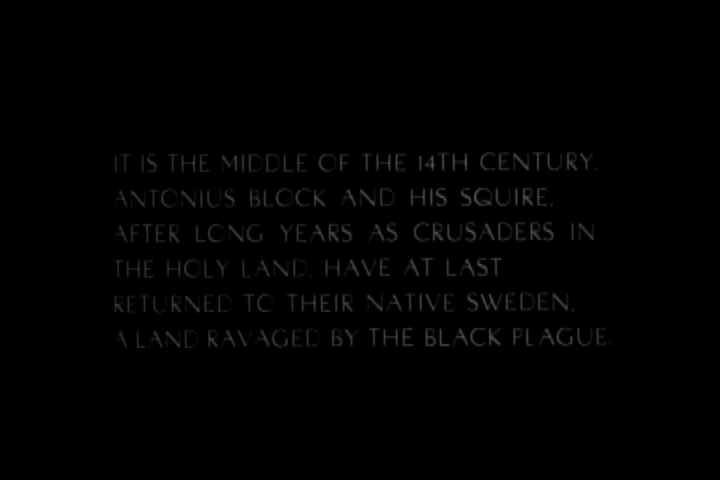 IT IS THE MIDDLE OF THE 14TH CENTURY.
ANTONIUS BLOCK AND HIS SQUIRE,
AFTER LONG YEARS AS CRUSADERS IN
THE HOLY LAND, HAVE AT LAST
RETURNED TO THEIR NATIVE SWEDEN,
A LAND RAVAGED BY THE BLACK PLAGUE.